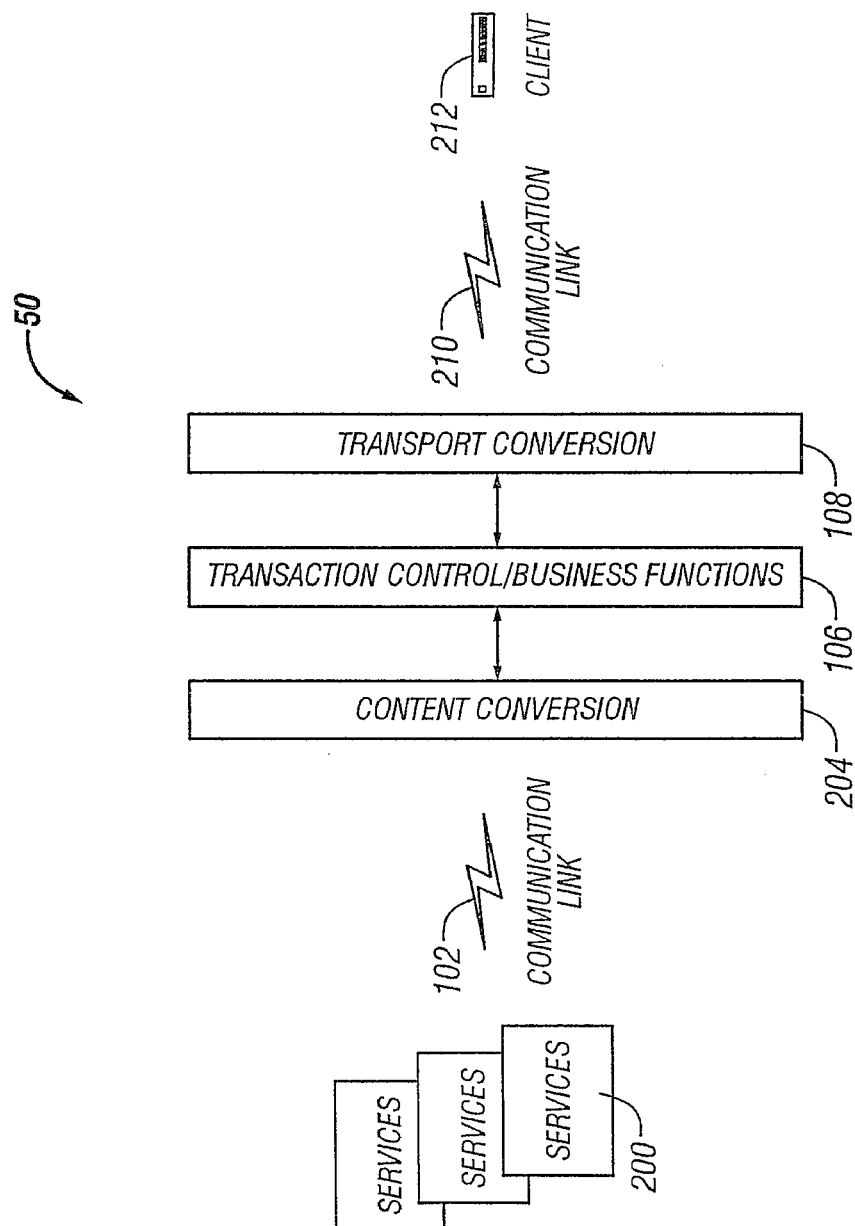 50
SERVICES
SERVICES
SERVICES
200
102
COMMUNICATION
LINK
CONTENT CONVERSION
204
TRANSACTION CONTROL/BUSINESS FUNCTIONS
106
TRANSPORT CONVERSION
108
210
COMMUNICATION
LINK
212
CLIENT